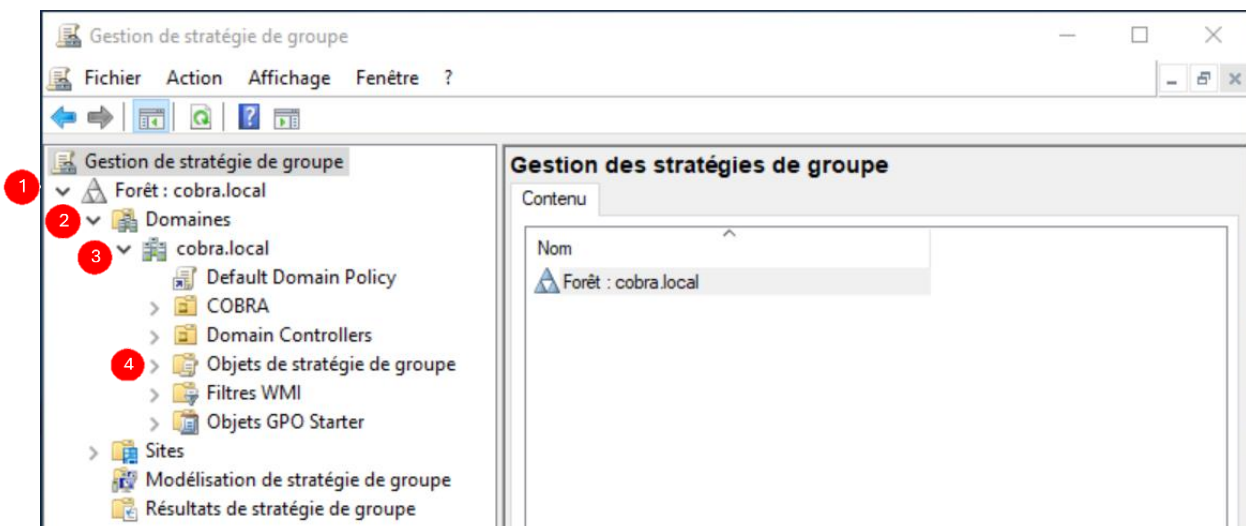 Gestion de stratégie de groupe
Fichier Action Affichage Fenêtre ?
Gestion de stratégie de groupe
1 Forêt : cobra.local
2 Domaines
3 cobra.local
Default Domain Policy
COBRA
Domain Controllers
4 Objets de stratégie de groupe
Filtres WMI
Objets GPO Starter
Sites
Modélisation de stratégie de groupe
Résultats de stratégie de groupe
Gestion des stratégies de groupe
Contenu
Nom
Forêt : cobra.local